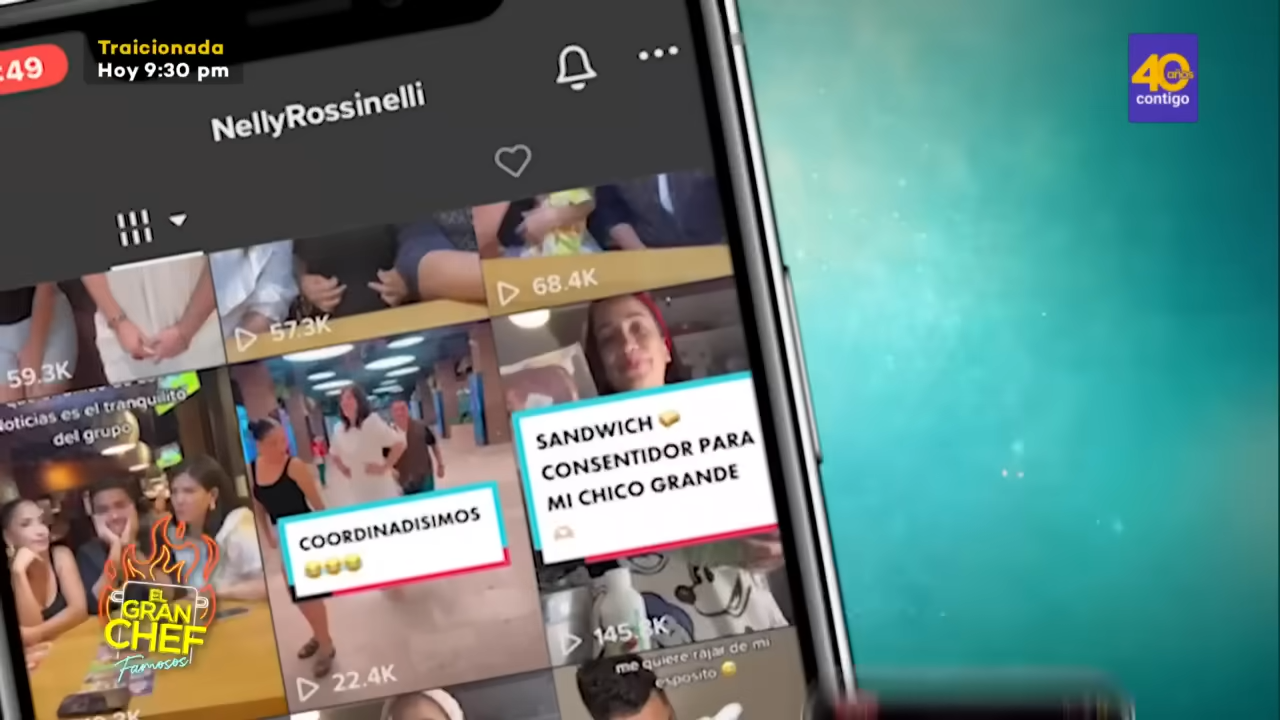 :49
Traicionada
Hoy 9:30 pm
40
años
contigo
NellyRossinelli
59.3K
57.3K
68.4K
Noticias es el tranquilito
del grupo
COORDINADISIMOS
😂😂😂
22.4K
SANDWICH 🥪
CONSENTIDOR PARA
MI CHICO GRANDE
🫶🏻
me quiere rajar de mi
esposito
EL
GRAN
CHEF
Famosos